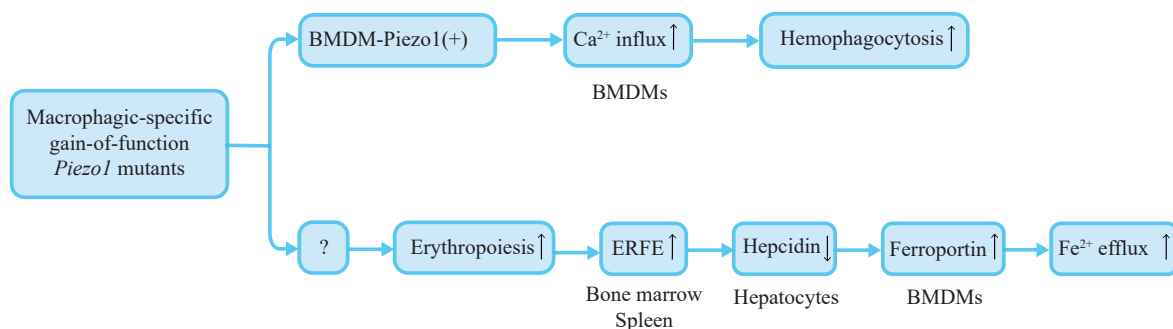 BMDM-Piezo1(+)
Ca²⁺ influx ↑
Hemophagocytosis ↑
BMDMs
Macrophagic-specific
gain-of-function
Piezo1 mutants
?
Erythropoiesis ↑
ERFE ↑
Hepcidin ↓
Ferroportin ↑
Fe²⁺ efflux ↑
Bone marrow
Spleen
Hepatocytes
BMDMs